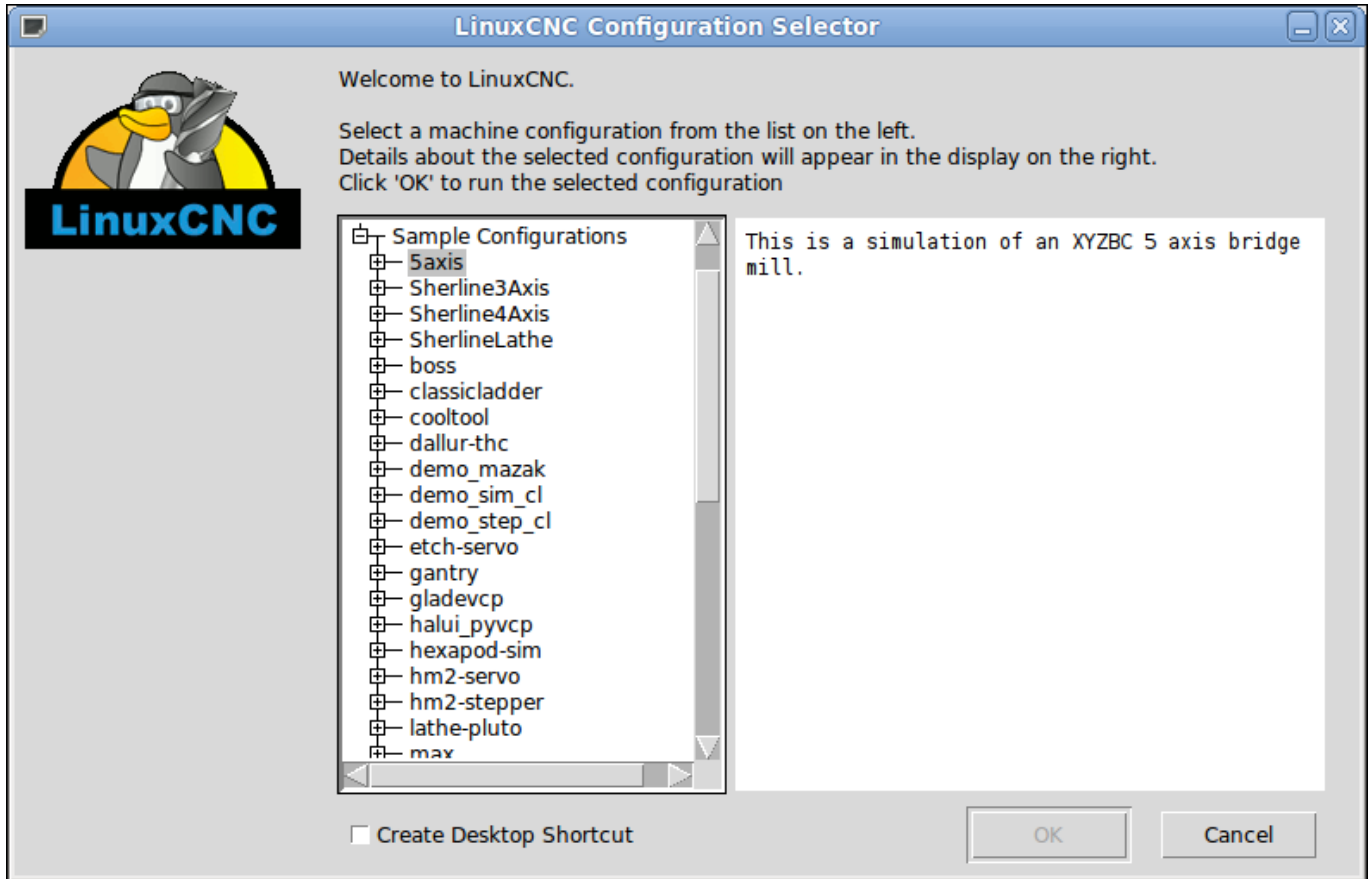 LinuxCNC Configuration Selector
LinuxCNC
Welcome to LinuxCNC.
Select a machine configuration from the list on the left.
Details about the selected configuration will appear in the display on the right.
Click 'OK' to run the selected configuration
Sample Configurations
5axis
Sherline3Axis
Sherline4Axis
SherlineLathe
boss
classicladder
cooltool
dallur-thc
demo_mazak
demo_sim_cl
demo_step_cl
etch-servo
gantry
gladevcp
halui_pyvcp
hexapod-sim
hm2-servo
hm2-stepper
lathe-pluto
max
This is a simulation of an XYZBC 5 axis bridge
mill.
Create Desktop Shortcut
OK
Cancel